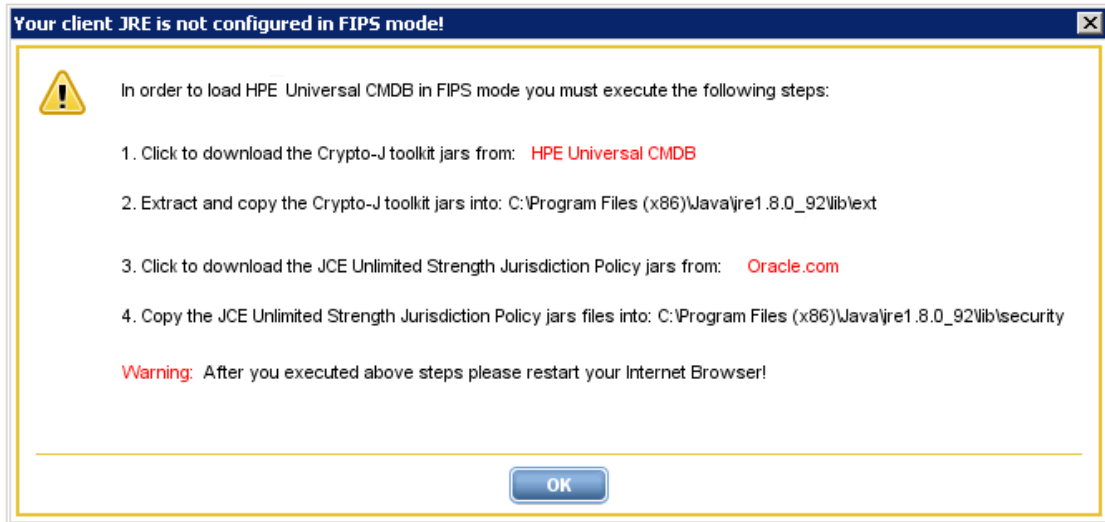 Your client JRE is not configured in FIPS mode!
In order to load HPE Universal CMDB in FIPS mode you must execute the following steps:
1. Click to download the Crypto-J toolkit jars from: HPE Universal CMDB
2. Extract and copy the Crypto-J toolkit jars into: C:\Program Files (x86)\Java\jre1.8.0_92\lib\ext
3. Click to download the JCE Unlimited Strength Jurisdiction Policy jars from: Oracle.com
4. Copy the JCE Unlimited Strength Jurisdiction Policy jars files into: C:\Program Files (x86)\Java\jre1.8.0_92\lib\security
Warning: After you executed above steps please restart your Internet Browser!
OK